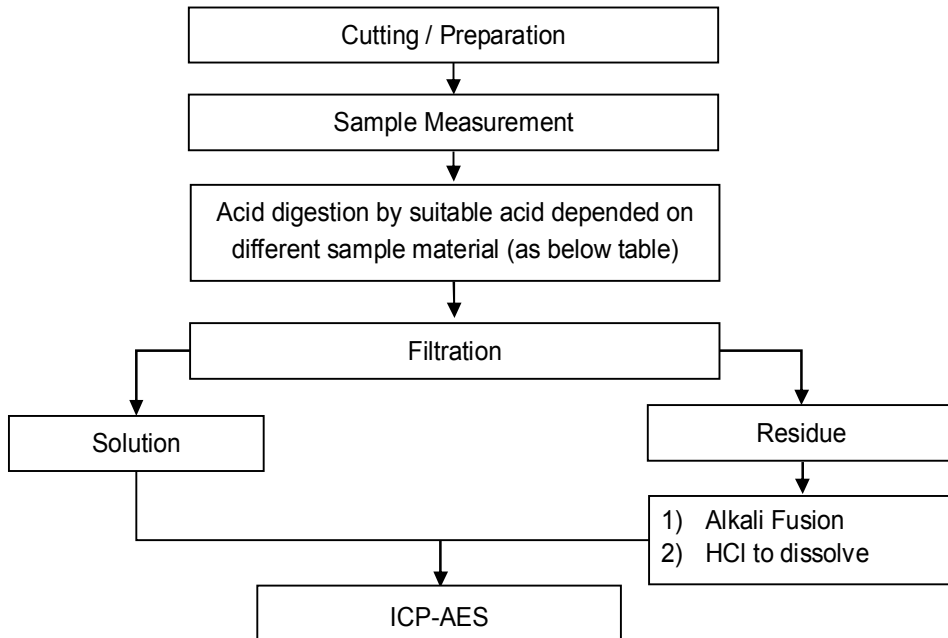 Cutting / Preparation
Sample Measurement
Acid digestion by suitable acid depended on
different sample material (as below table)
Filtration
Solution
Residue
1) Alkali Fusion
2) HCl to dissolve
ICP-AES